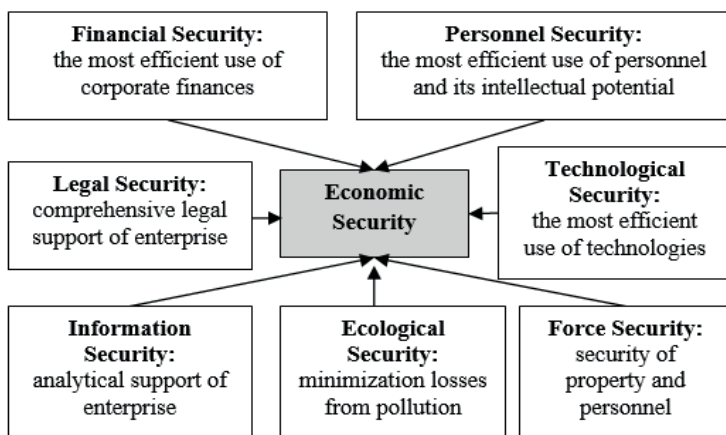 Financial Security:
the most efficient use of
corporate finances
Personnel Security:
the most efficient use of personnel
and its intellectual potential
Legal Security:
comprehensive legal
support of enterprise
Economic
Security
Technological
Security:
the most efficient
use of technologies
Information
Security:
analytical support of
enterprise
Ecological
Security:
minimization losses
from pollution
Force Security:
security of
property and
personnel